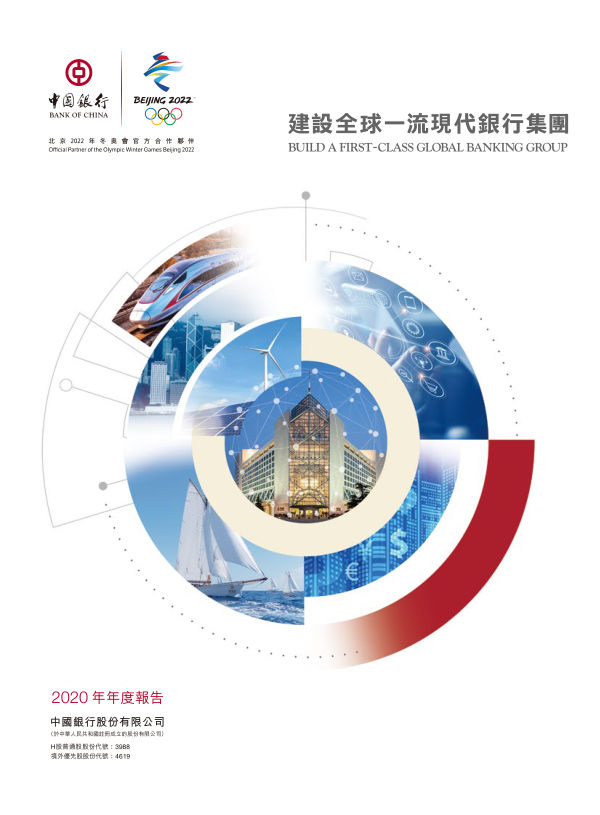 中国銀行
BANK OF CHINA
BEIJING 2022
北京2022年冬奧會官方合作夥伴
Official Partner of the Olympic Winter Games Beijing 2022
建設全球一流現代銀行集團
BUILD A FIRST-CLASS GLOBAL BANKING GROUP
¥
$
€
2020 年年度報告
中國銀行股份有限公司
(於中華人民共和國註冊成立的股份有限公司)
H股普通股股份代號：3988
境外優先股股份代號：4619